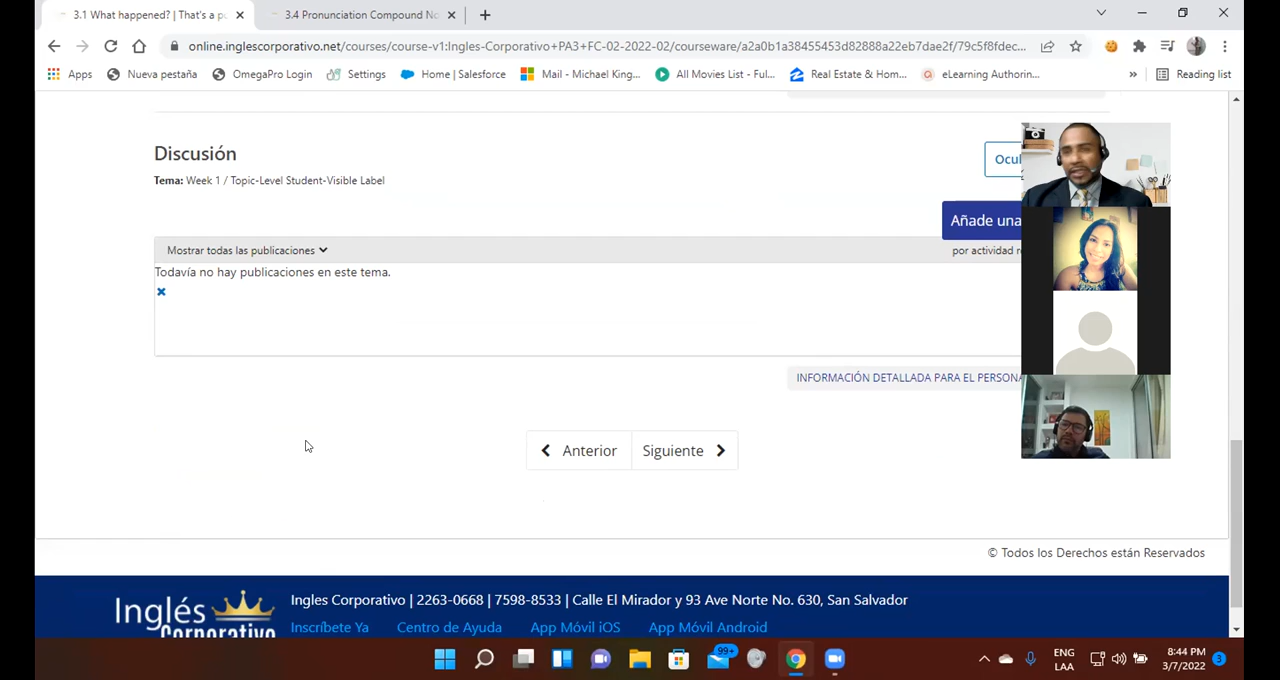 3.1 What happened? | That's a pu
3.4 Pronunciation Compound No
online.inglescorporativo.net/courses/course-v1:Ingles-Corporativo+PA3+FC-02-2022-02/courseware/a2a0b1a38455453d82888a22eb7dae2f/79c5f8fdec...
Apps
Nueva pestaña
OmegaPro Login
Settings
Home | Salesforce
Mail - Michael King...
All Movies List - Ful...
Real Estate & Hom...
eLearning Authorin...
»
Reading list
Discusión
Ocul
Tema: Week 1 / Topic-Level Student-Visible Label
Añade una
Mostrar todas las publicaciones
por actividad r
Todavía no hay publicaciones en este tema.
INFORMACIÓN DETALLADA PARA EL PERSONA
Anterior
Siguiente
© Todos los Derechos están Reservados
Inglés
Corporativo
Ingles Corporativo | 2263-0668 | 7598-8533 | Calle El Mirador y 93 Ave Norte No. 630, San Salvador
Inscríbete Ya
Centro de Ayuda
App Móvil iOS
App Móvil Android
99+
ENG
LAA
8:44 PM
3/7/2022
3